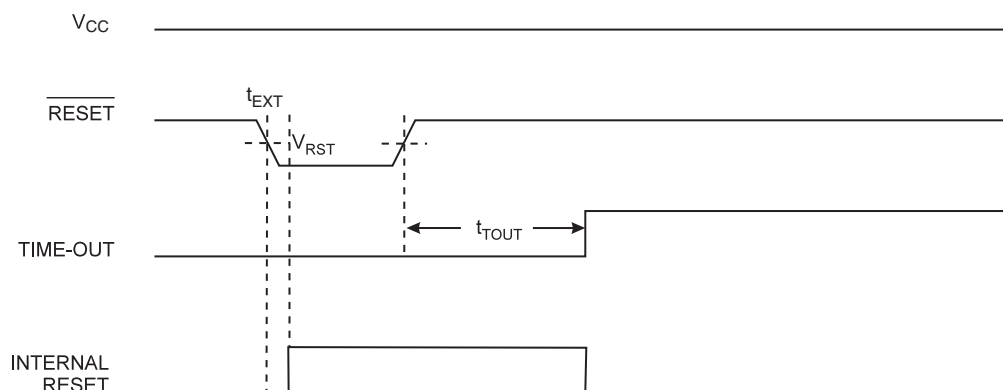 VCC
RESET
tEXT
VRST
tTOUT
TIME-OUT
INTERNAL
RESET